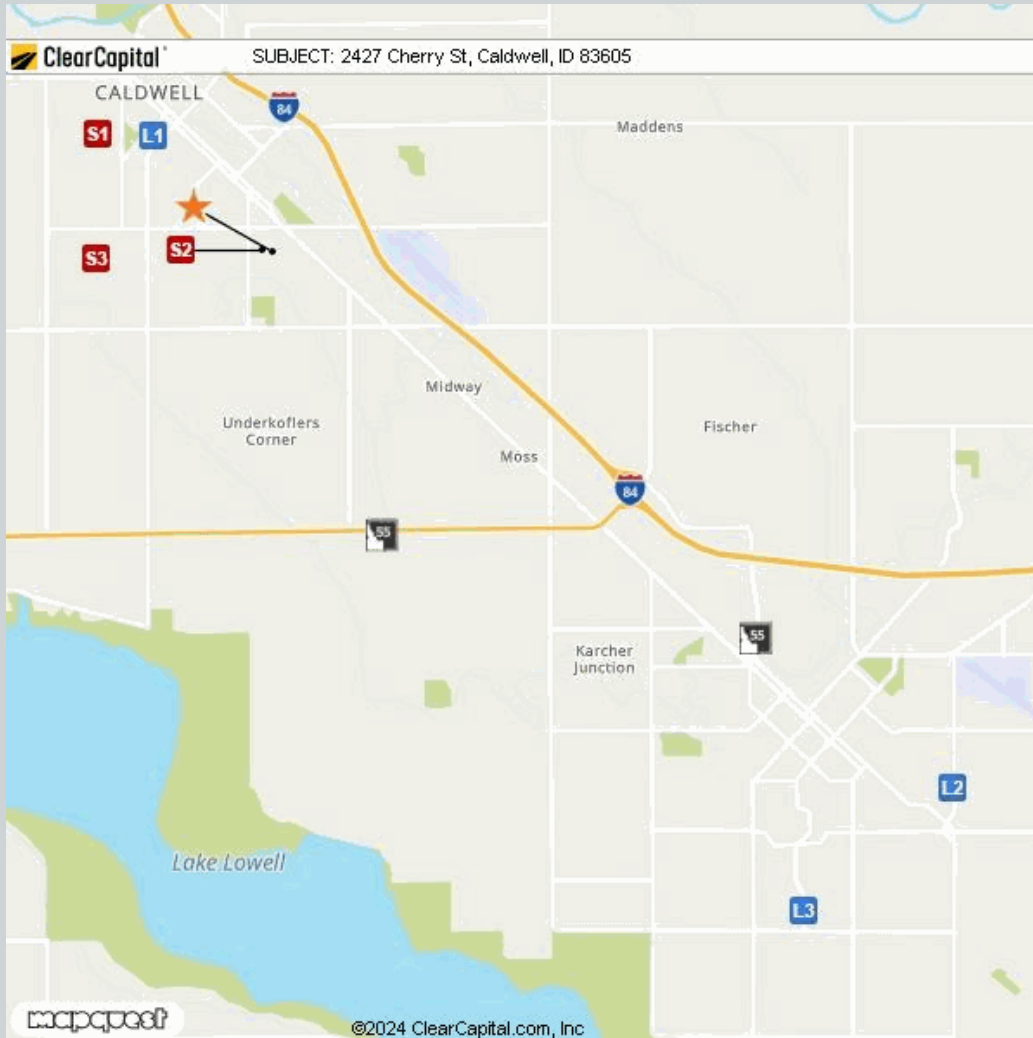 ClearCapital
SUBJECT: 2427 Cherry St, Caldwell, ID 83605
CALDWELL
84
S1
L1
Maddens
S2
S3
Midway
Underkoflers
Corner
Fischer
Moss
84
55
55
Karcher
Junction
L2
Lake Lowell
L3
mapquest
©2024 ClearCapital.com, Inc